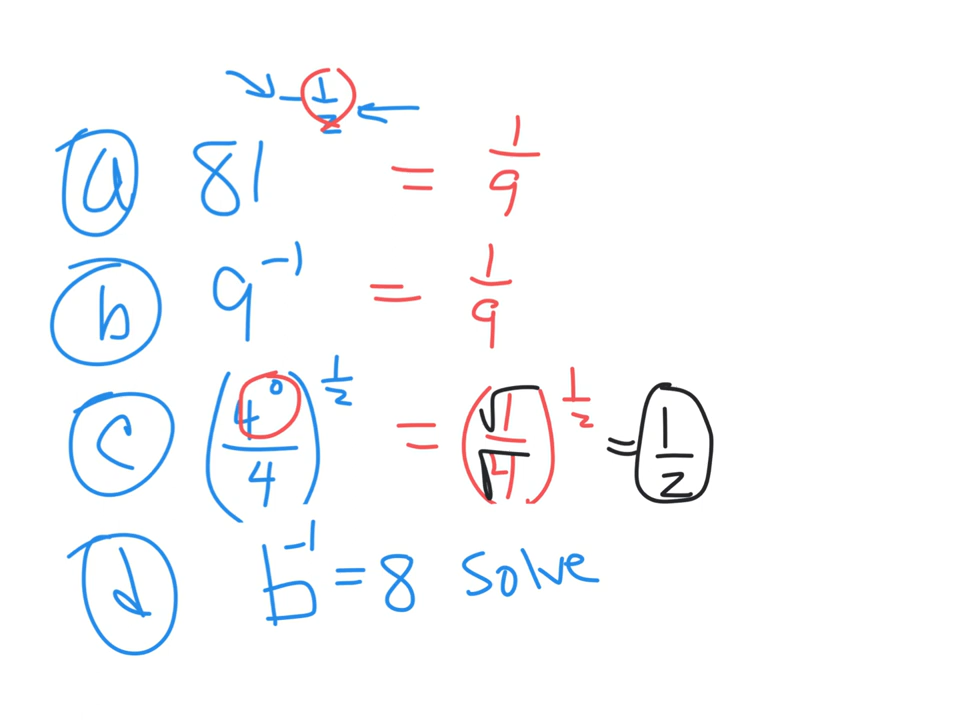 a 81^(-1/2) = 1/9
b 9^(-1) = 1/9
c (4^0/4)^(1/2) = (√1/√4)^(1/2) = 1/2
d b^(-1) = 8 solve